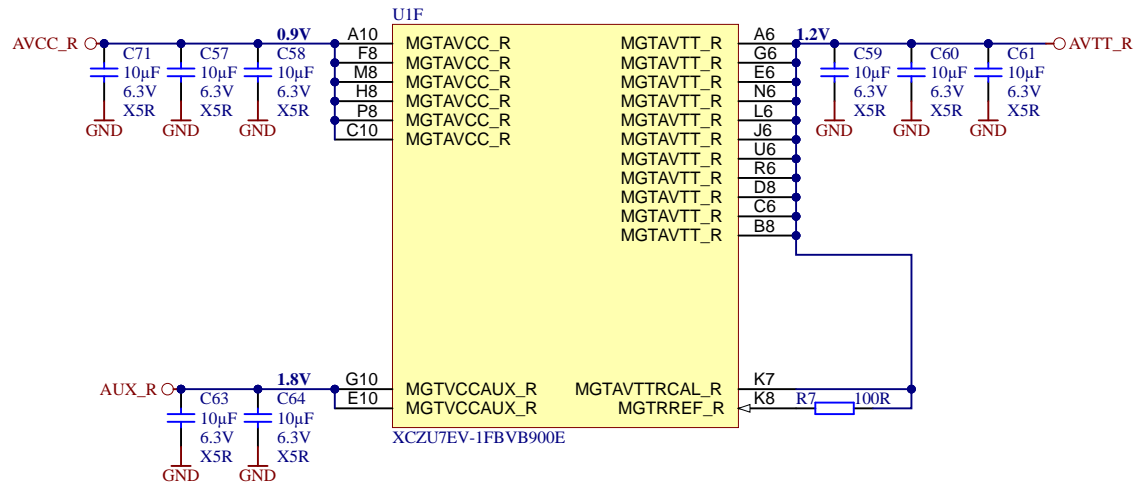 U1F
AVCC_R
0.9V
C71
10µF
6.3V
X5R
GND
C57
10µF
6.3V
X5R
GND
C58
10µF
6.3V
X5R
GND
A10
F8
M8
H8
P8
C10
MGTAVCC_R
MGTAVCC_R
MGTAVCC_R
MGTAVCC_R
MGTAVCC_R
MGTAVCC_R
MGTAVTT_R
MGTAVTT_R
MGTAVTT_R
MGTAVTT_R
MGTAVTT_R
MGTAVTT_R
MGTAVTT_R
MGTAVTT_R
MGTAVTT_R
MGTAVTT_R
MGTAVTT_R
A6
G6
E6
N6
L6
J6
U6
R6
D8
C6
B8
1.2V
AVTT_R
C59
10µF
6.3V
X5R
GND
C60
10µF
6.3V
X5R
GND
C61
10µF
6.3V
X5R
GND
AUX_R
1.8V
C63
10µF
6.3V
X5R
GND
C64
10µF
6.3V
X5R
GND
G10
E10
MGTVCCAUX_R
MGTVCCAUX_R
MGTAVTTRCAL_R
MGTRREF_R
K7
K8
R7
100R
XCZU7EV-1FBVB900E